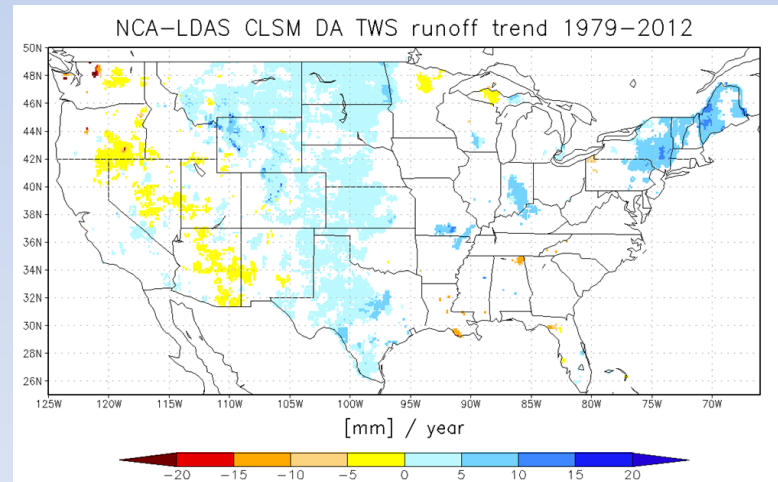 NCA-LDAS CLSM DA TWS runoff trend 1979-2012
50N
48N
46N
44N
42N
40N
38N
36N
34N
32N
30N
28N
26N
125W 120W 115W 110W 105W 100W 95W 90W 85W 80W 75W 70W
[mm] / year
-20 -15 -10 -5 0 5 10 15 20